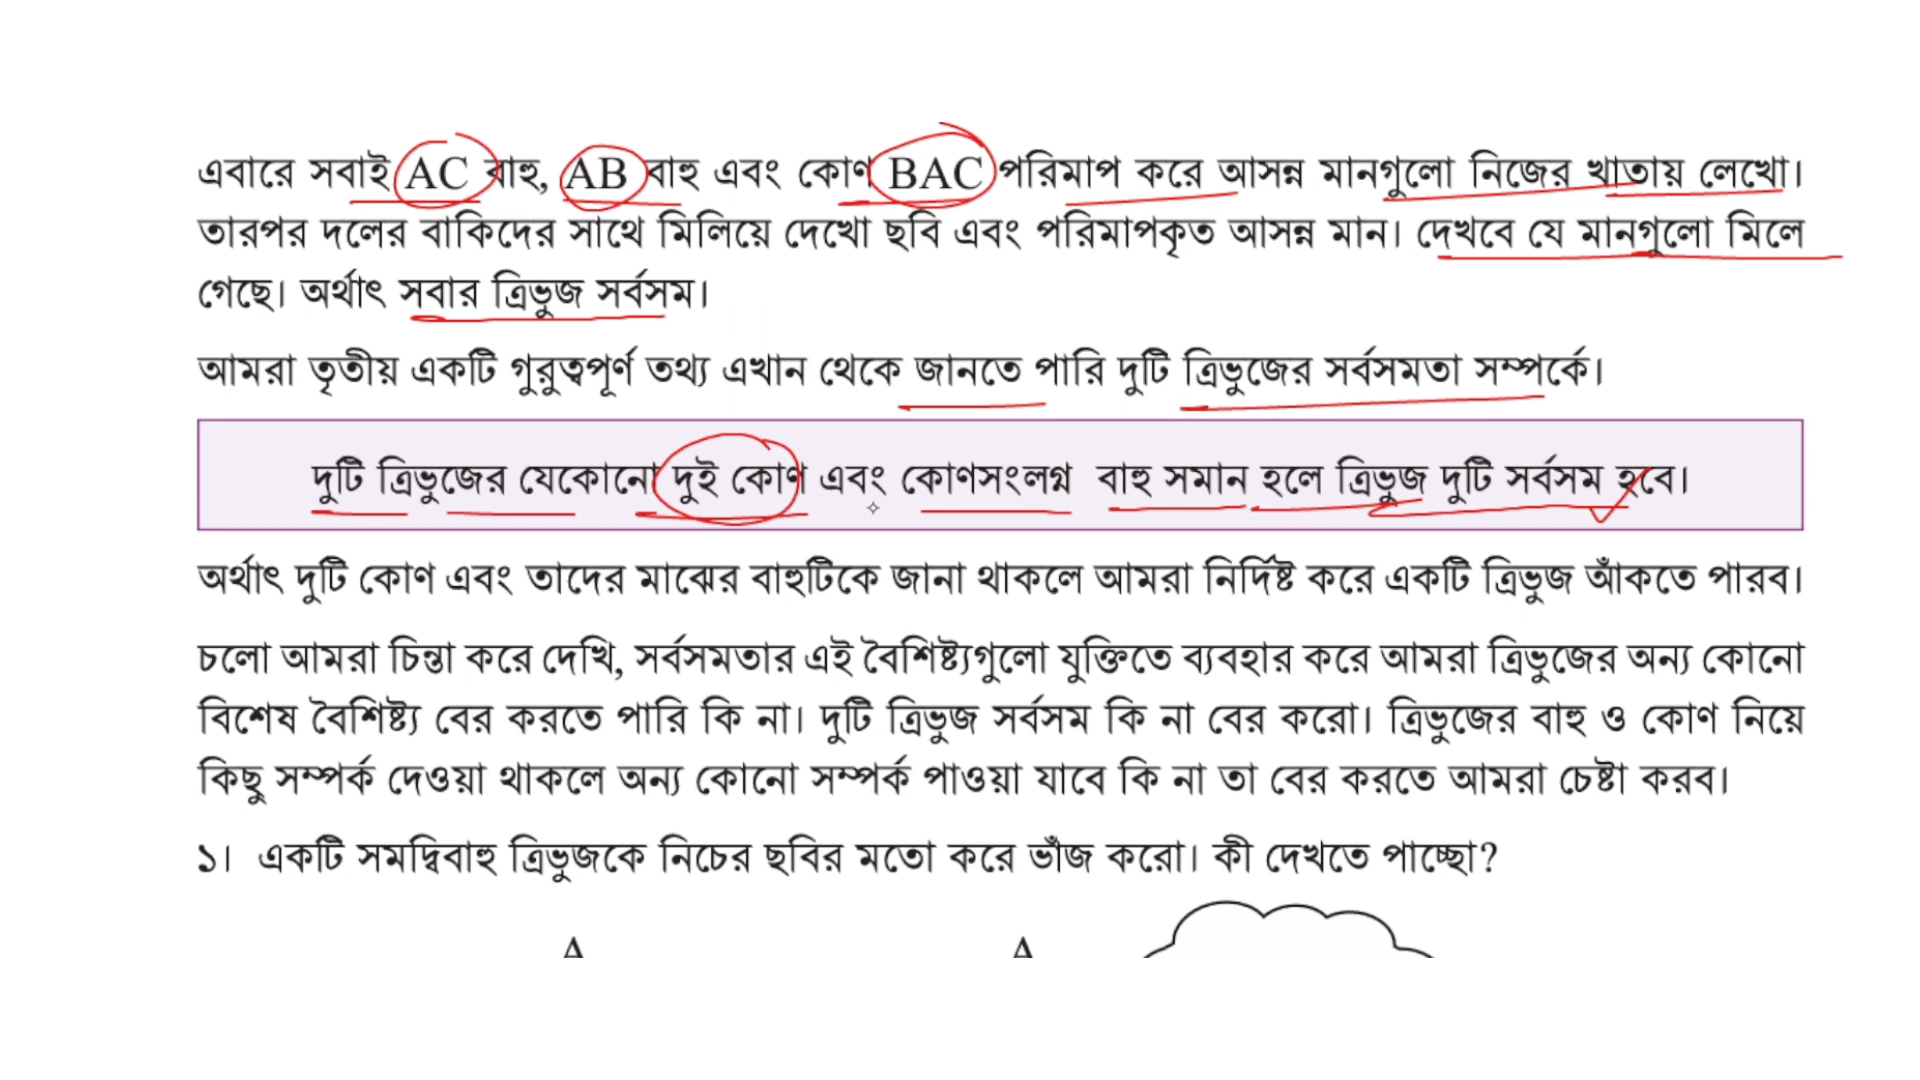 এবারে সবাই AC বাহু, AB বাহু এবং কোণ BAC পরিমাপ করে আসন্ন মানগুলো নিজের খাতায় লেখো।
তারপর দলের বাকিদের সাথে মিলিয়ে দেখো ছবি এবং পরিমাপকৃত আসন্ন মান। দেখবে যে মানগুলো মিলে
গেছে। অর্থাৎ সবার ত্রিভুজ সর্বসম।
আমরা তৃতীয় একটি গুরুত্বপূর্ণ তথ্য এখান থেকে জানতে পারি দুটি ত্রিভুজের সর্বসমতা সম্পর্কে।
দুটি ত্রিভুজের যেকোনো দুই কোণ এবং কোণসংলগ্ন বাহু সমান হলে ত্রিভুজ দুটি সর্বসম হবে।
অর্থাৎ দুটি কোণ এবং তাদের মাঝের বাহুটিকে জানা থাকলে আমরা নির্দিষ্ট করে একটি ত্রিভুজ আঁকতে পারব।
চলো আমরা চিন্তা করে দেখি, সর্বসমতার এই বৈশিষ্ট্যগুলো যুক্তিতে ব্যবহার করে আমরা ত্রিভুজের অন্য কোনো
বিশেষ বৈশিষ্ট্য বের করতে পারি কি না। দুটি ত্রিভুজ সর্বসম কি না বের করো। ত্রিভুজের বাহু ও কোণ নিয়ে
কিছু সম্পর্ক দেওয়া থাকলে অন্য কোনো সম্পর্ক পাওয়া যাবে কি না তা বের করতে আমরা চেষ্টা করব।
১। একটি সমদ্বিবাহু ত্রিভুজকে নিচের ছবির মতো করে ভাঁজ করো। কী দেখতে পাচ্ছো?
A A